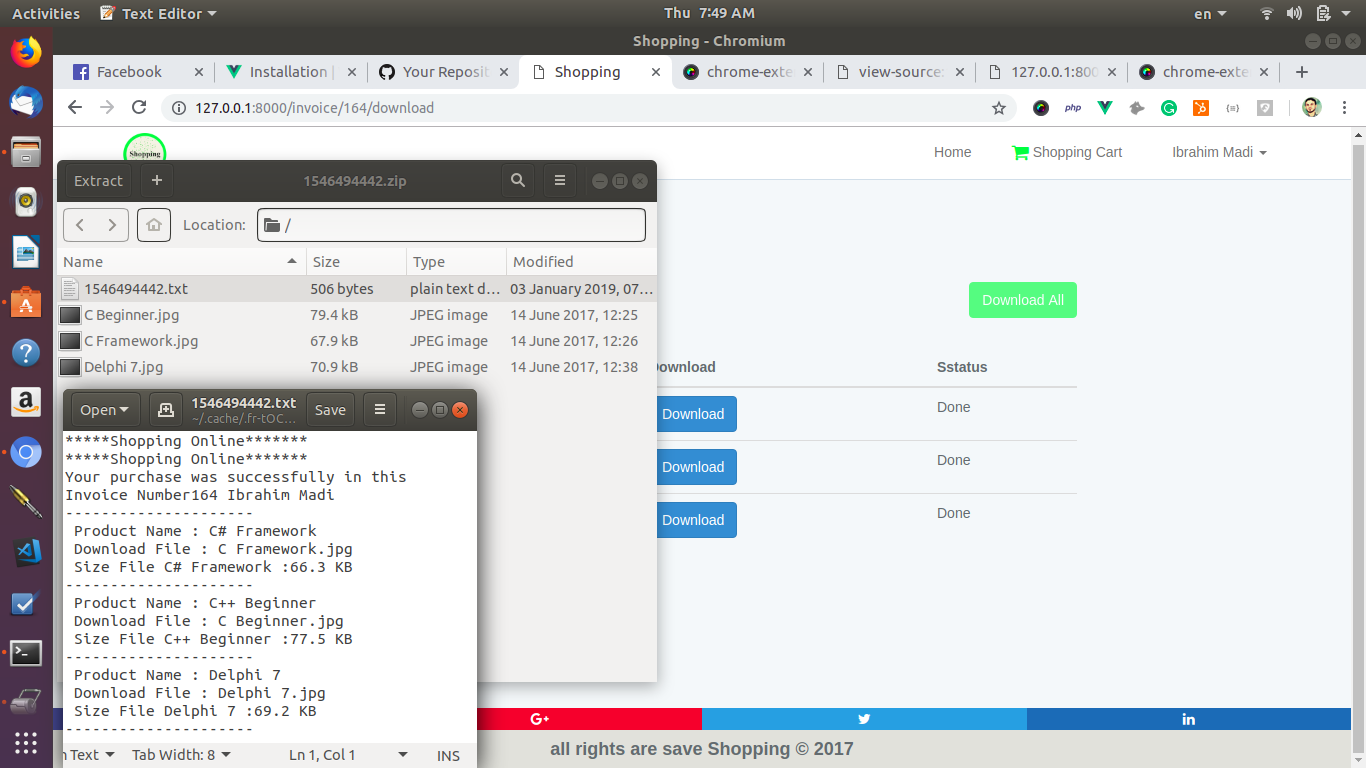 Activities Text Editor Thu 7:49 AM en
Shopping - Chromium
Facebook Installation | Your Reposit Shopping chrome-exte view-source: 127.0.0.1:800 chrome-exte
127.0.0.1:8000/invoice/164/download php
Shopping Home Shopping Cart Ibrahim Madi
Extract 1546494442.zip
Location: /
Name Size Type Modified
1546494442.txt 506 bytes plain text d… 03 January 2019, 07…
C Beginner.jpg 79.4 kB JPEG image 14 June 2017, 12:25
C Framework.jpg 67.9 kB JPEG image 14 June 2017, 12:26
Delphi 7.jpg 70.9 kB JPEG image 14 June 2017, 12:38
Download All
Download Sstatus
Download Done
Download Done
Download Done
Open 1546494442.txt Save
~/.cache/.fr-tOC…
*****Shopping Online*******
*****Shopping Online*******
Your purchase was successfully in this
Invoice Number164 Ibrahim Madi
---------------------
Product Name : C# Framework
Download File : C Framework.jpg
Size File C# Framework :66.3 KB
---------------------
Product Name : C++ Beginner
Download File : C Beginner.jpg
Size File C++ Beginner :77.5 KB
---------------------
Product Name : Delphi 7
Download File : Delphi 7.jpg
Size File Delphi 7 :69.2 KB
---------------------
n Text Tab Width: 8 Ln 1, Col 1 INS
G+ in
all rights are save Shopping © 2017